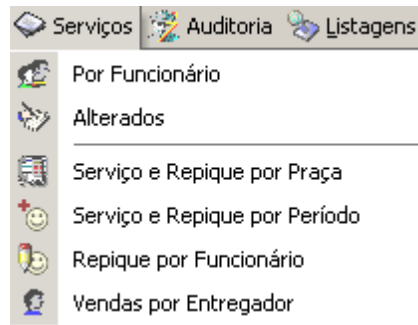 Serviços Auditoria Listagens
Por Funcionário
Alterados
Serviço e Repique por Praça
Serviço e Repique por Período
Repique por Funcionário
Vendas por Entregador